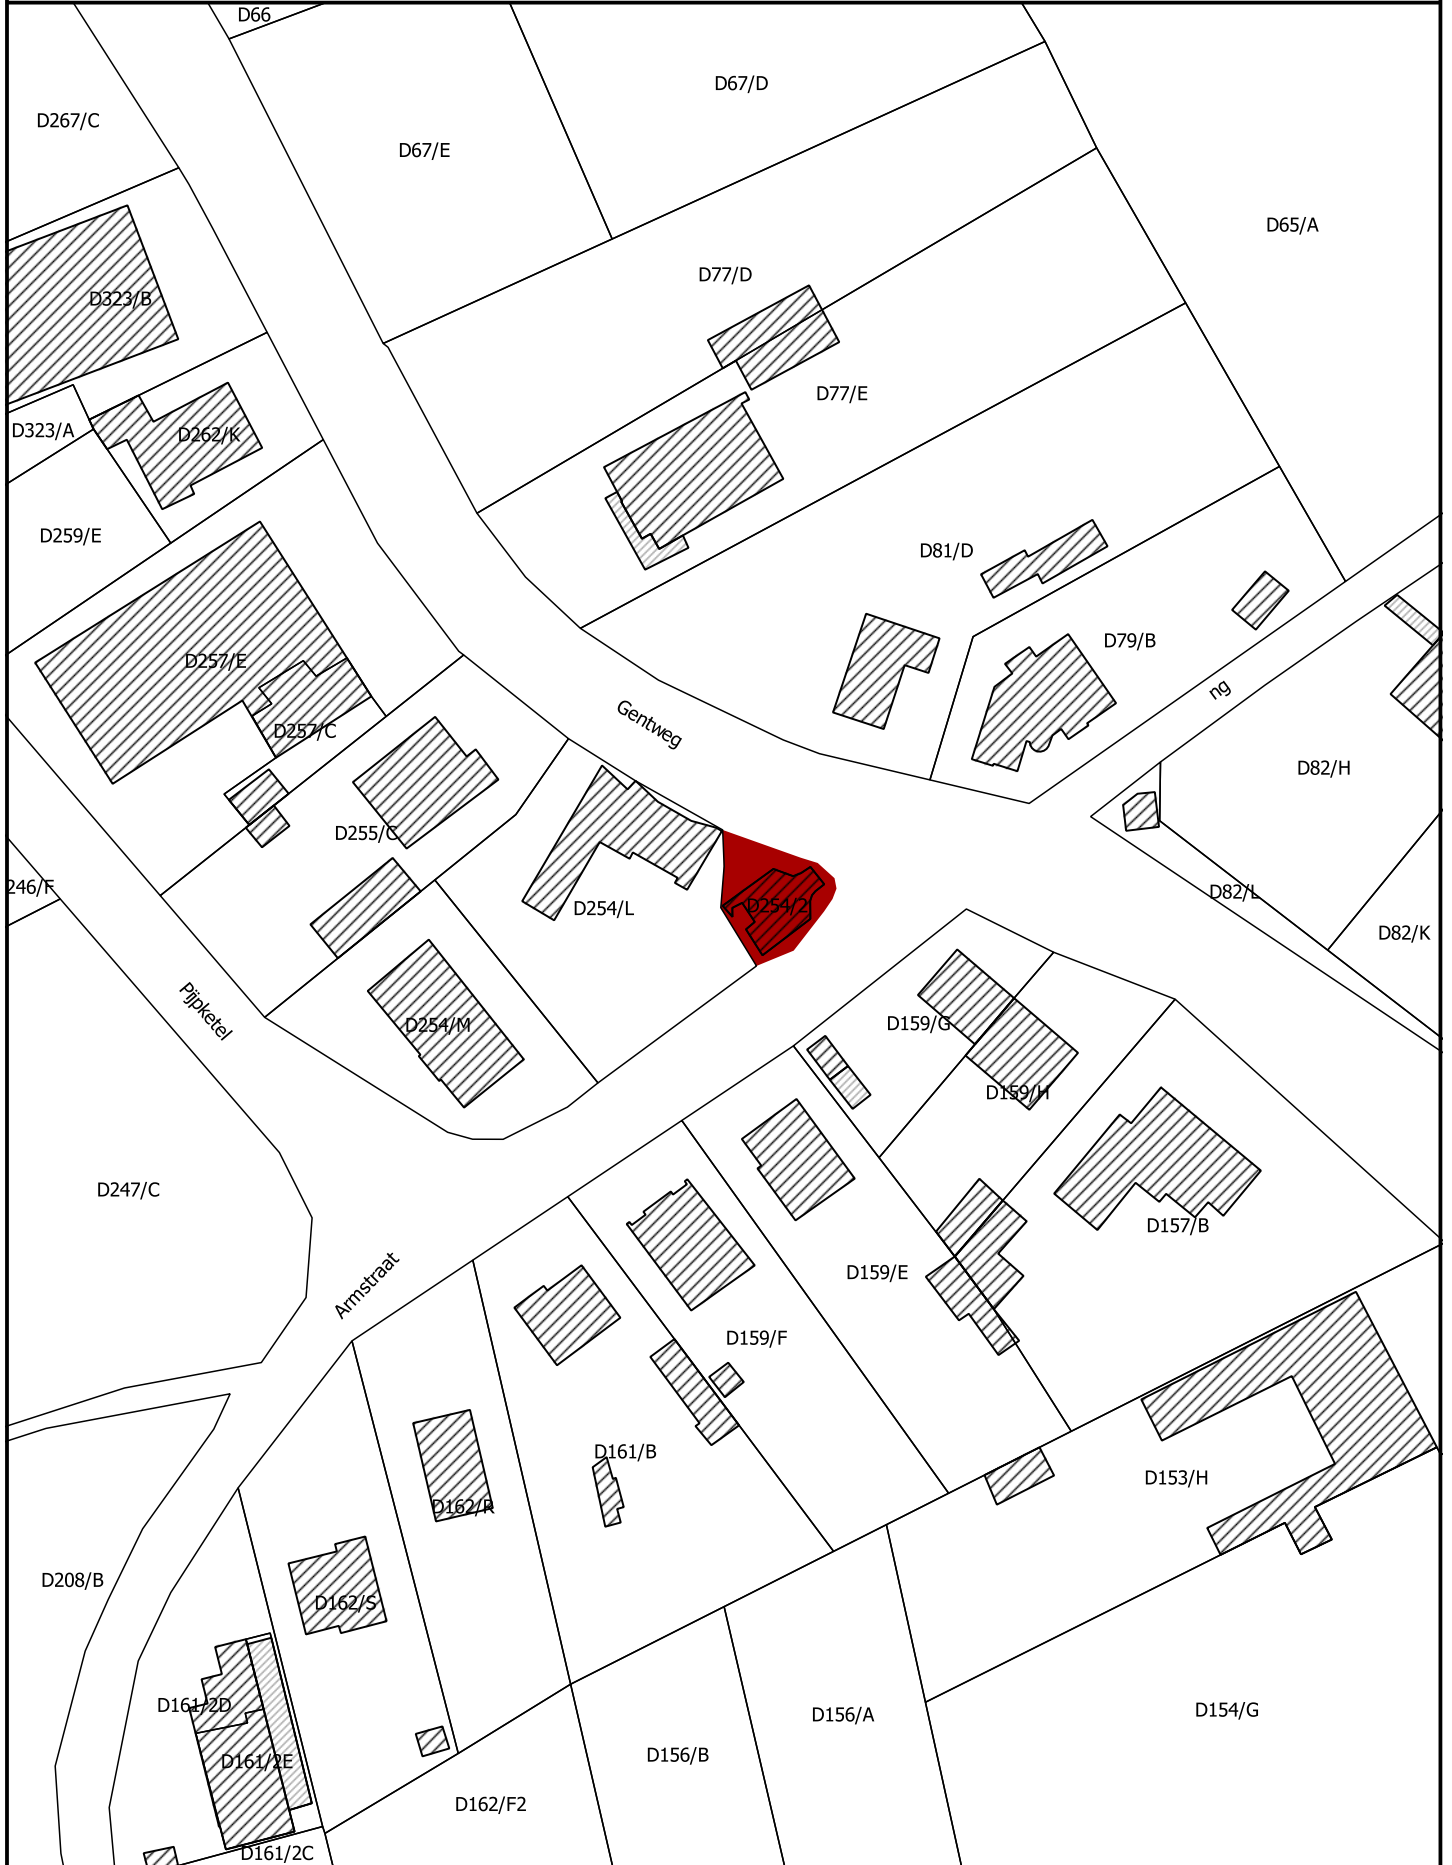 D66
D67/D
D267/C
D67/E
D65/A
D77/D
D323/B
D77/E
D323/A
D262/K
D259/E
D81/D
D79/B
D257/E
ng
Gentweg
D257/C
D82/H
D255/C
246/F
D82/L
D254/L
D254/2
D82/K
Pijpketel
D254/M
D159/G
D159/H
D247/C
D157/B
Armstraat
D159/E
D159/F
D161/B
D153/H
D162/R
D208/B
D162/S
D161/2D
D154/G
D156/A
D156/B
D161/2E
D162/F2
D161/2C